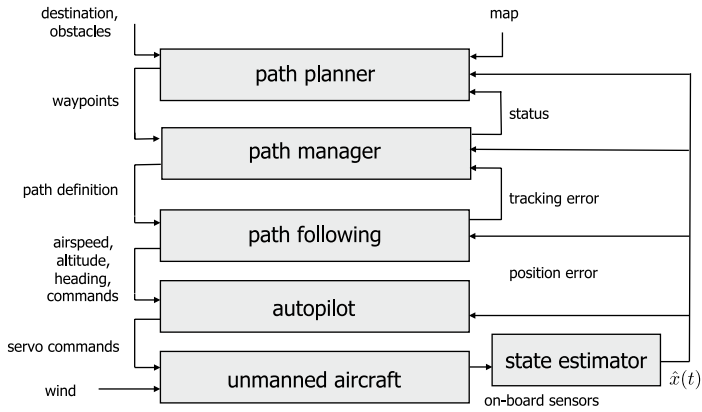 destination,
obstacles
map
path planner
waypoints
status
path manager
path definition
tracking error
path following
airspeed,
altitude,
heading,
commands
position error
autopilot
servo commands
state estimator
unmanned aircraft
x̂(t)
wind
on-board sensors